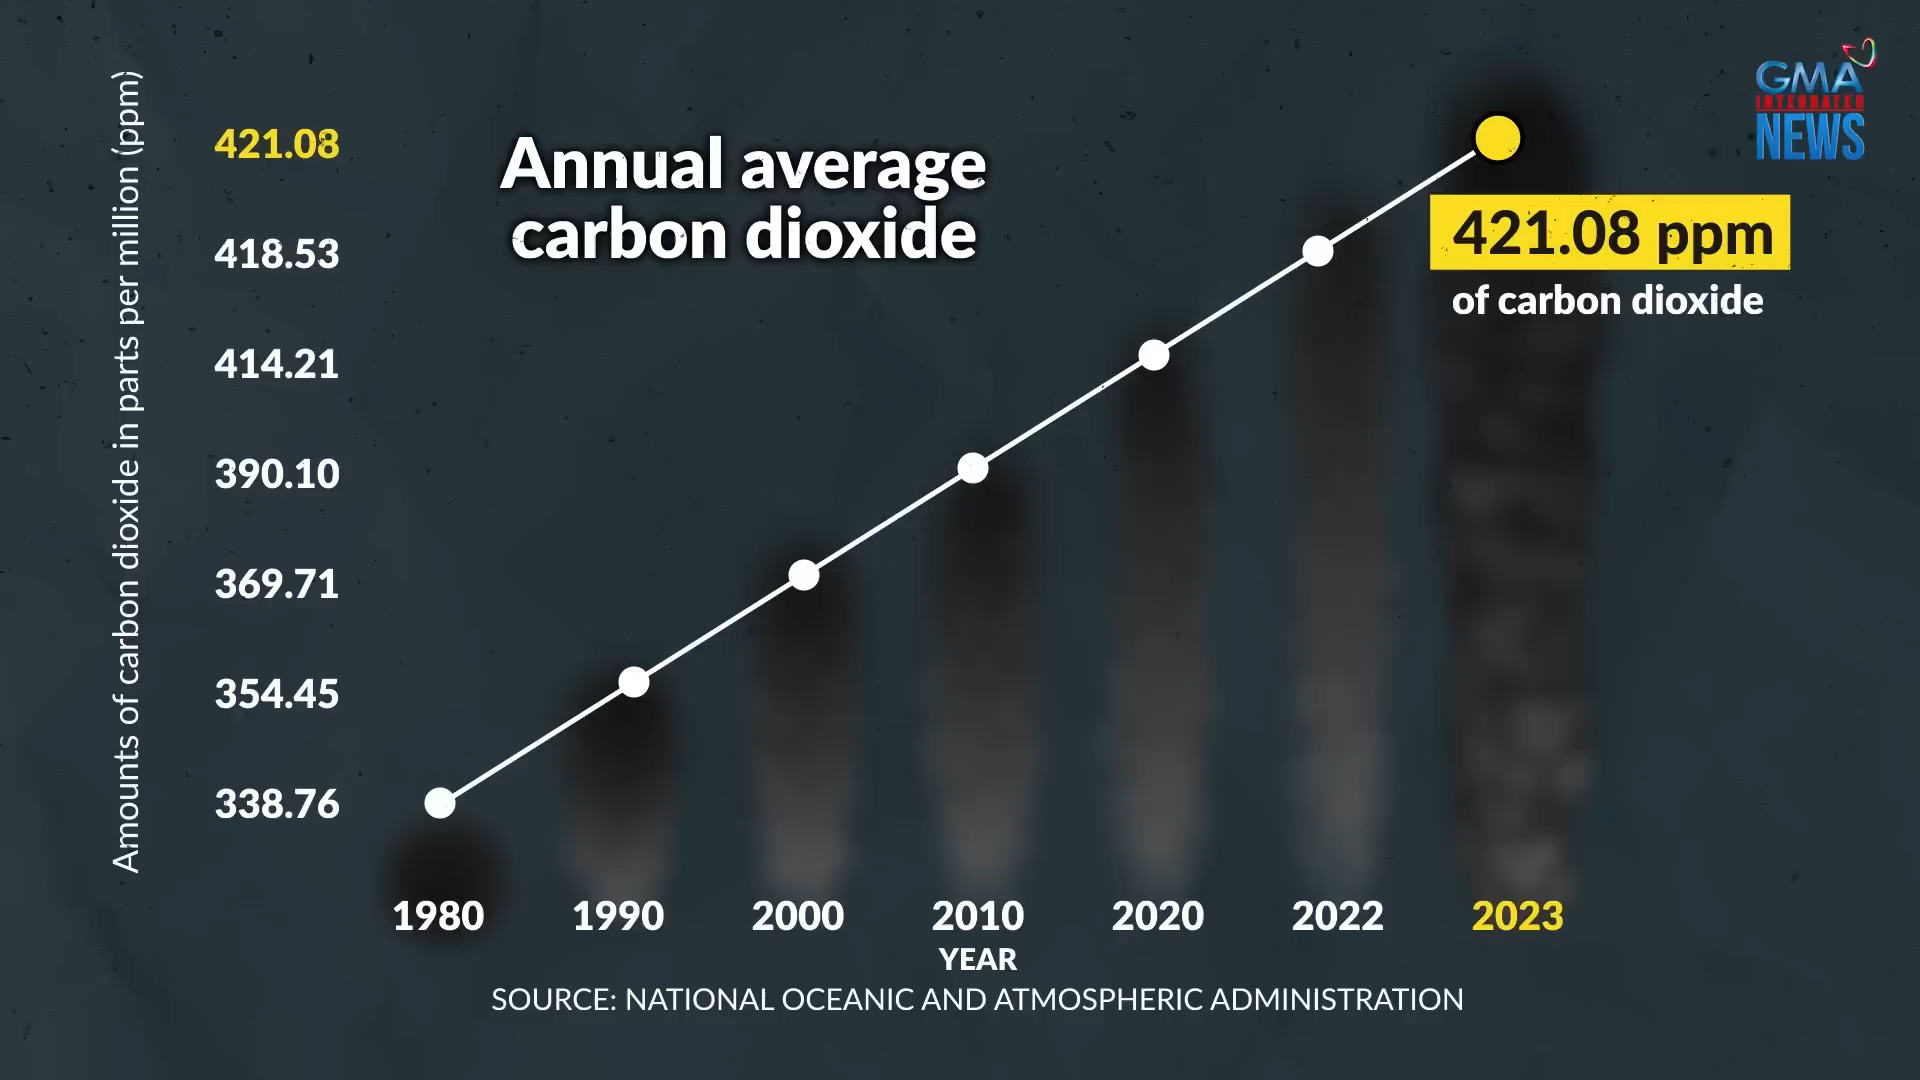 GMA
INTEGRATED
NEWS
Annual average
carbon dioxide
Amounts of carbon dioxide in parts per million (ppm)
421.08
418.53
414.21
390.10
369.71
354.45
338.76
421.08 ppm
of carbon dioxide
1980 1990 2000 2010 2020 2022 2023
YEAR
SOURCE: NATIONAL OCEANIC AND ATMOSPHERIC ADMINISTRATION